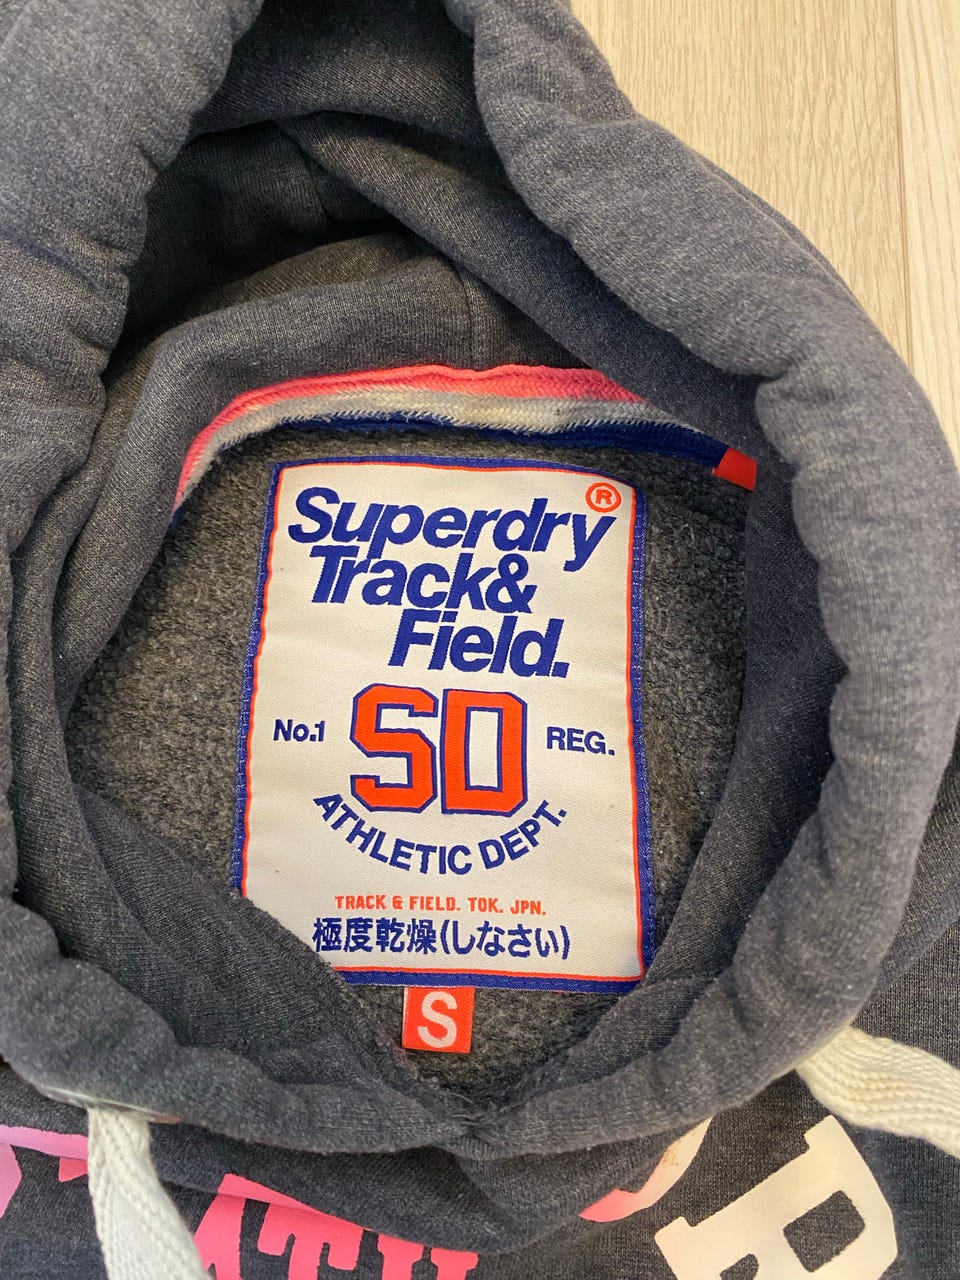 Superdry®
Track&
Field.
No.1 SD REG.
ATHLETIC DEPT.
TRACK & FIELD. TOK. JPN.
極度乾燥(しなさい)
S